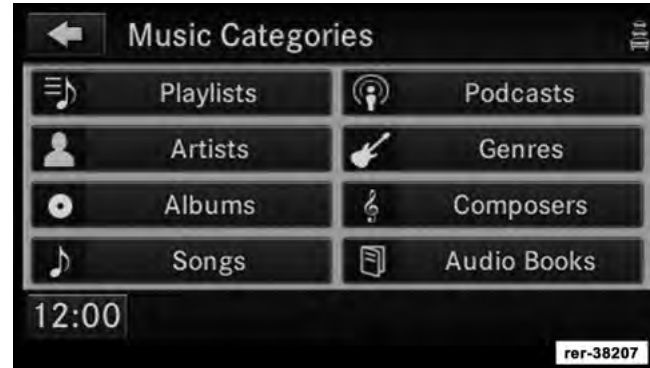 Music Categories
Playlists
Podcasts
Artists
Genres
Albums
Composers
Songs
Audio Books
12:00
rer-38207